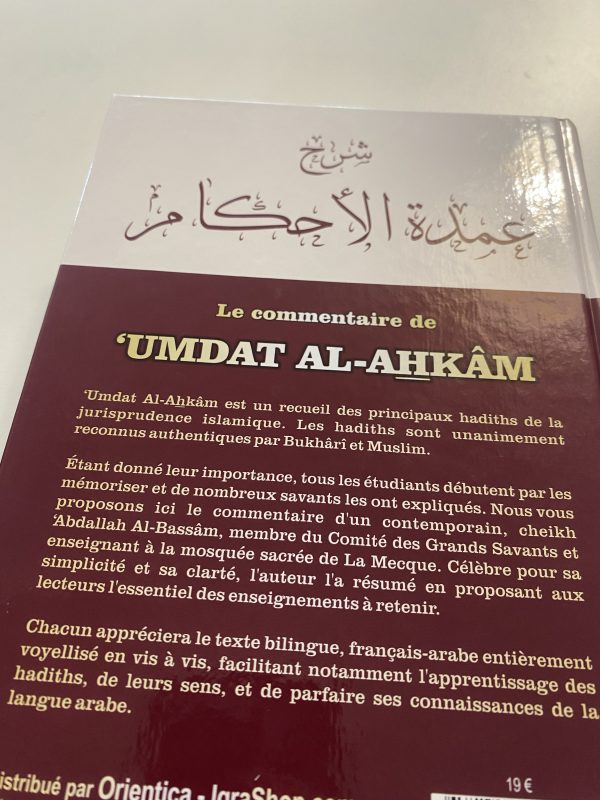 شرح
عمدة الأحكام
Le commentaire de
‘UMDAT AL-AḤKÂM
‘Umdat Al-Aḥkâm est un recueil des principaux hadiths de la
jurisprudence islamique. Les hadiths sont unanimement
reconnus authentiques par Bukhârî et Muslim.
Étant donné leur importance, tous les étudiants débutent par les
mémoriser et de nombreux savants les ont expliqués. Nous vous
proposons ici le commentaire d'un contemporain, cheikh
‘Abdallah Al-Bassâm, membre du Comité des Grands Savants et
enseignant à la mosquée sacrée de La Mecque. Célèbre pour sa
simplicité et sa clarté, l'auteur l'a résumé en proposant aux
lecteurs l'essentiel des enseignements à retenir.
Chacun appréciera le texte bilingue, français-arabe entièrement
voyellisé en vis à vis, facilitant notamment l'apprentissage des
hadiths, de leurs sens, et de parfaire ses connaissances de la
langue arabe.
istribué par Orientica - IqraShop.com
19 €